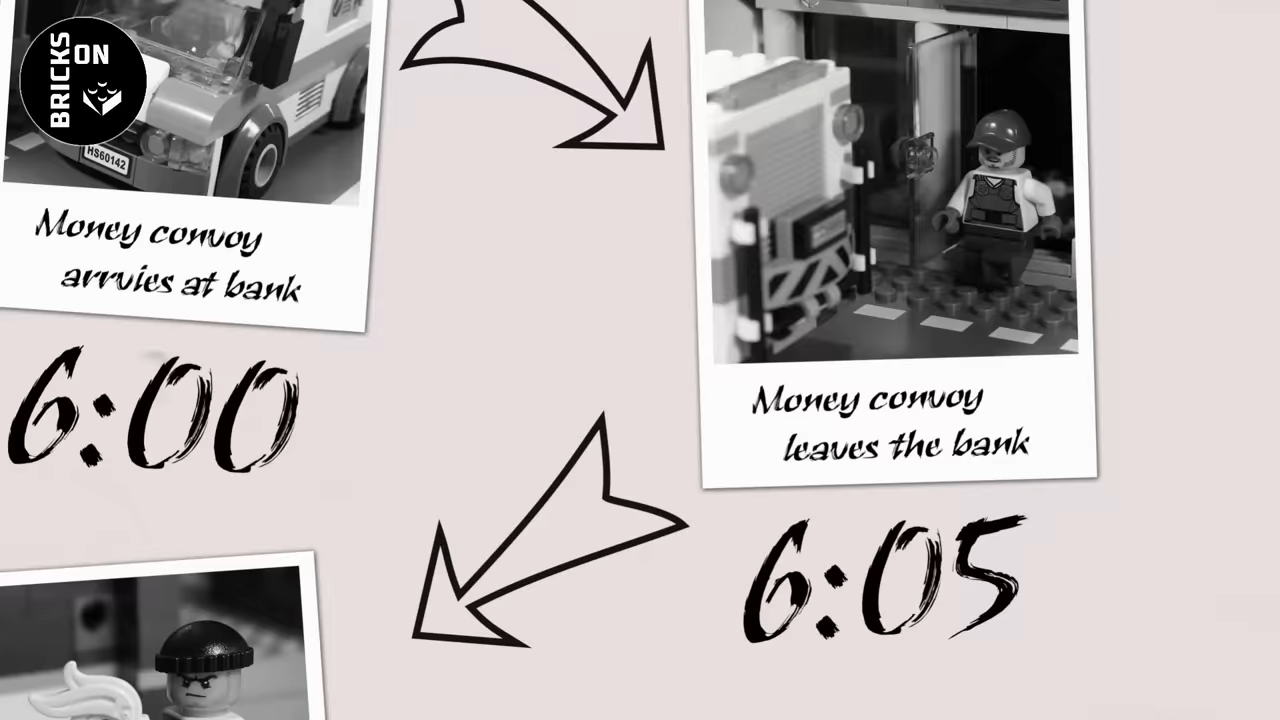 BRICKS
ON
HS60142
Money convoy
arrvies at bank
6:00
Money convoy
leaves the bank
6:05